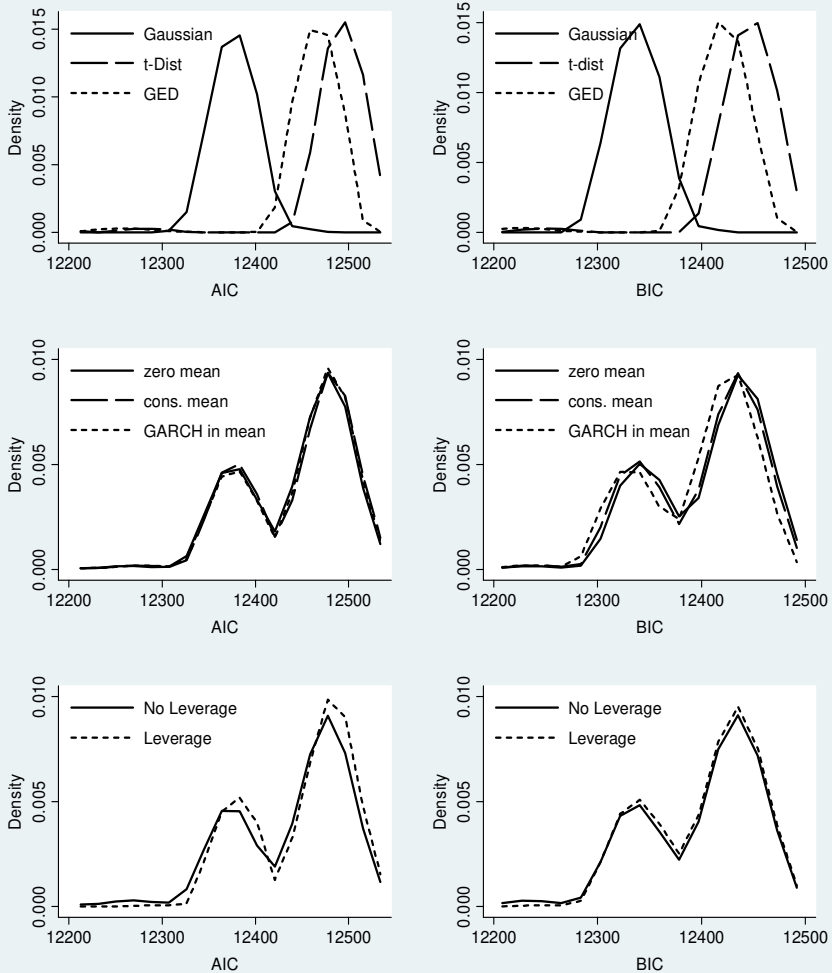 Density
0.000 0.005 0.010 0.015
Gaussian
t-Dist
GED
12200 12300 12400 12500
AIC
Density
0.000 0.005 0.010 0.015
Gaussian
t-dist
GED
12200 12300 12400 12500
BIC
Density
0.000 0.005 0.010
zero mean
cons. mean
GARCH in mean
12200 12300 12400 12500
AIC
Density
0.000 0.005 0.010
zero mean
cons. mean
GARCH in mean
12200 12300 12400 12500
BIC
Density
0.000 0.005 0.010
No Leverage
Leverage
12200 12300 12400 12500
AIC
Density
0.000 0.005 0.010
No Leverage
Leverage
12200 12300 12400 12500
BIC